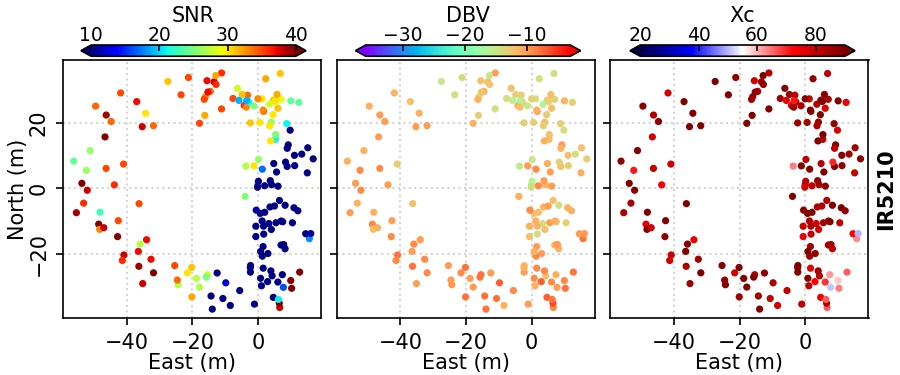 SNR DBV Xc
10 20 30 40 −30 −20 −10 20 40 60 80
North (m)
20
0
−20
IR5210
−40 −20 0 −40 −20 0 −40 −20 0
East (m) East (m) East (m)